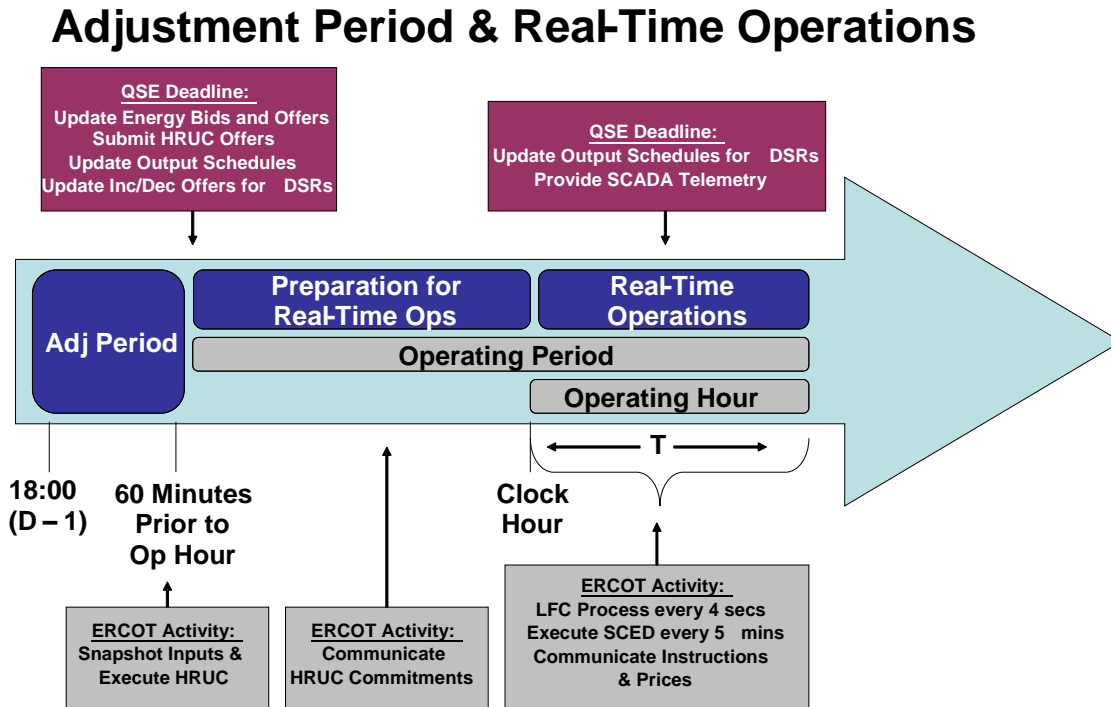 Adjustment Period & Real-Time Operations
QSE Deadline:
Update Energy Bids and Offers
Submit HRUC Offers
Update Output Schedules
Update Inc/Dec Offers for DSRs
QSE Deadline:
Update Output Schedules for DSRs
Provide SCADA Telemetry
Adj Period
Preparation for
Real-Time Ops
Real-Time
Operations
Operating Period
Operating Hour
T
18:00
(D – 1)
60 Minutes
Prior to
Op Hour
Clock
Hour
ERCOT Activity:
Snapshot Inputs &
Execute HRUC
ERCOT Activity:
Communicate
HRUC Commitments
ERCOT Activity:
LFC Process every 4 secs
Execute SCED every 5 mins
Communicate Instructions
& Prices